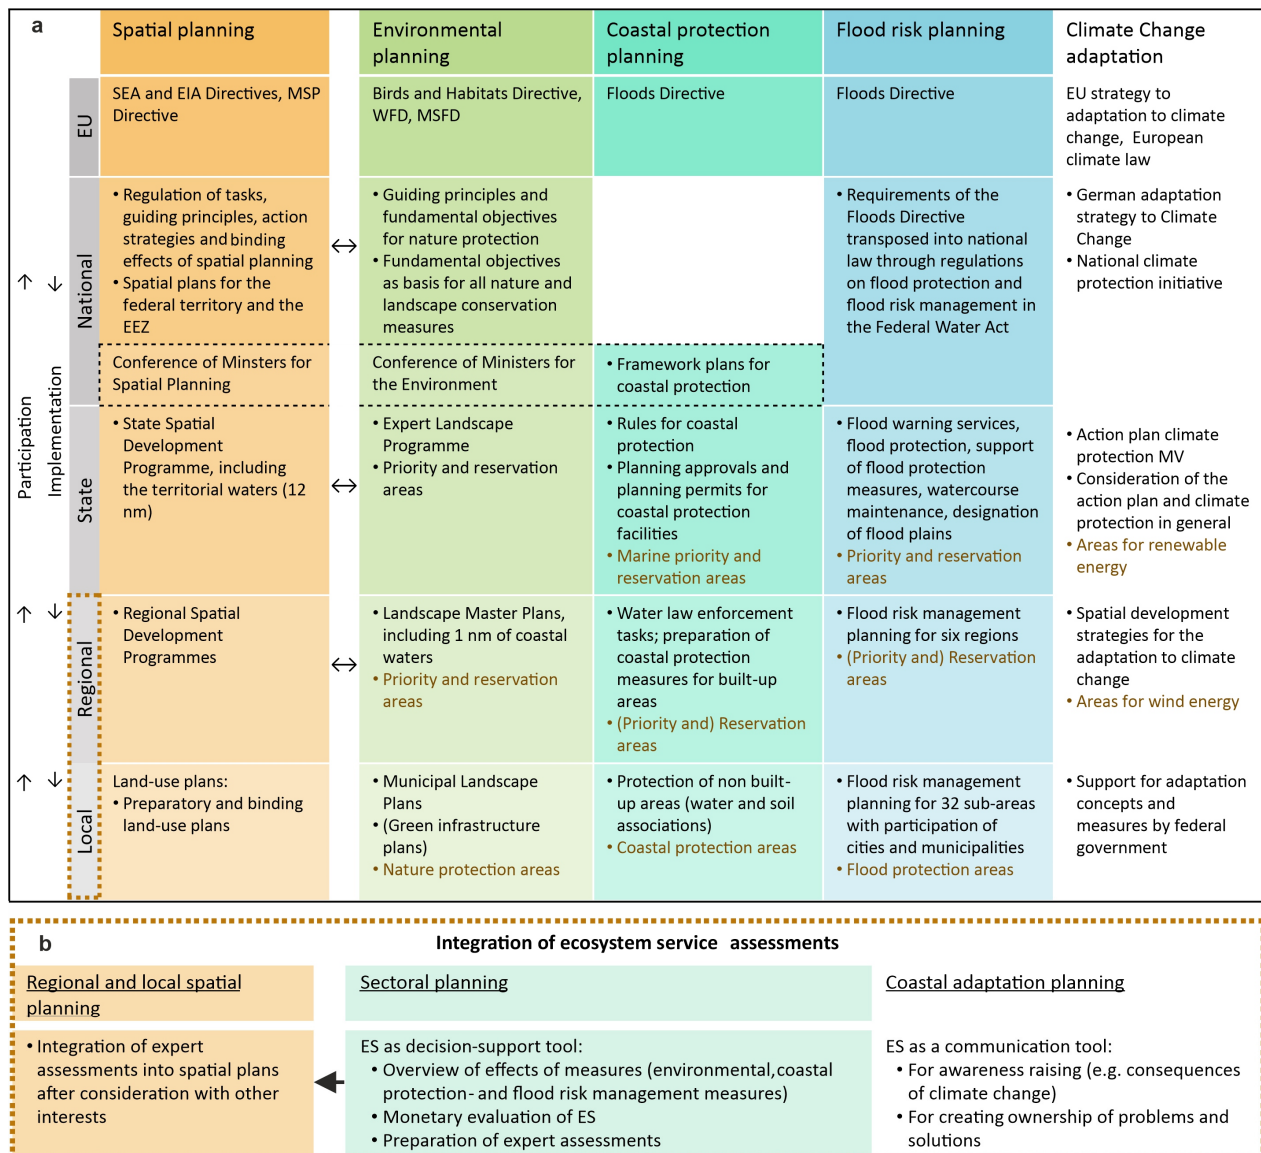 a
Spatial planning
Environmental
planning
Coastal protection
planning
Flood risk planning
Climate Change
adaptation
Participation
Implementation
EU
SEA and EIA Directives, MSP
Directive
Birds and Habitats Directive,
WFD, MSFD
Floods Directive
Floods Directive
EU strategy to
adaptation to climate
change, European
climate law
National
• Regulation of tasks,
guiding principles, action
strategies and binding
effects of spatial planning
• Spatial plans for the
federal territory and the
EEZ
• Guiding principles and
fundamental objectives
for nature protection
• Fundamental objectives
as basis for all nature and
landscape conservation
measures
• Requirements of the
Floods Directive
transposed into national
law through regulations
on flood protection and
flood risk management in
the Federal Water Act
• German adaptation
strategy to Climate
Change
• National climate
protection initiative
Conference of Minsters for
Spatial Planning
Conference of Ministers for
the Environment
• Framework plans for
coastal protection
State
• State Spatial
Development
Programme, including
the territorial waters (12
nm)
• Expert Landscape
Programme
• Priority and reservation
areas
• Rules for coastal
protection
• Planning approvals and
planning permits for
coastal protection
facilities
• Marine priority and
reservation areas
• Flood warning services,
flood protection, support
of flood protection
measures, watercourse
maintenance, designation
of flood plains
• Priority and reservation
areas
• Action plan climate
protection MV
• Consideration of the
action plan and climate
protection in general
• Areas for renewable
energy
Regional
• Regional Spatial
Development
Programmes
• Landscape Master Plans,
including 1 nm of coastal
waters
• Priority and reservation
areas
• Water law enforcement
tasks; preparation of
coastal protection
measures for built-up
areas
• (Priority and) Reservation
areas
• Flood risk management
planning for six regions
• (Priority and) Reservation
areas
• Spatial development
strategies for the
adaptation to climate
change
• Areas for wind energy
Local
Land-use plans:
• Preparatory and binding
land-use plans
• Municipal Landscape
Plans
• (Green infrastructure
plans)
• Nature protection areas
• Protection of non built-
up areas (water and soil
associations)
• Coastal protection areas
• Flood risk management
planning for 32 sub-areas
with participation of
cities and municipalities
• Flood protection areas
• Support for adaptation
concepts and
measures by federal
government
b
Integration of ecosystem service assessments
Regional and local spatial
planning
• Integration of expert
assessments into spatial plans
after consideration with other
interests
Sectoral planning
ES as decision-support tool:
• Overview of effects of measures (environmental, coastal
protection- and flood risk management measures)
• Monetary evaluation of ES
• Preparation of expert assessments
Coastal adaptation planning
ES as a communication tool:
• For awareness raising (e.g. consequences
of climate change)
• For creating ownership of problems and
solutions